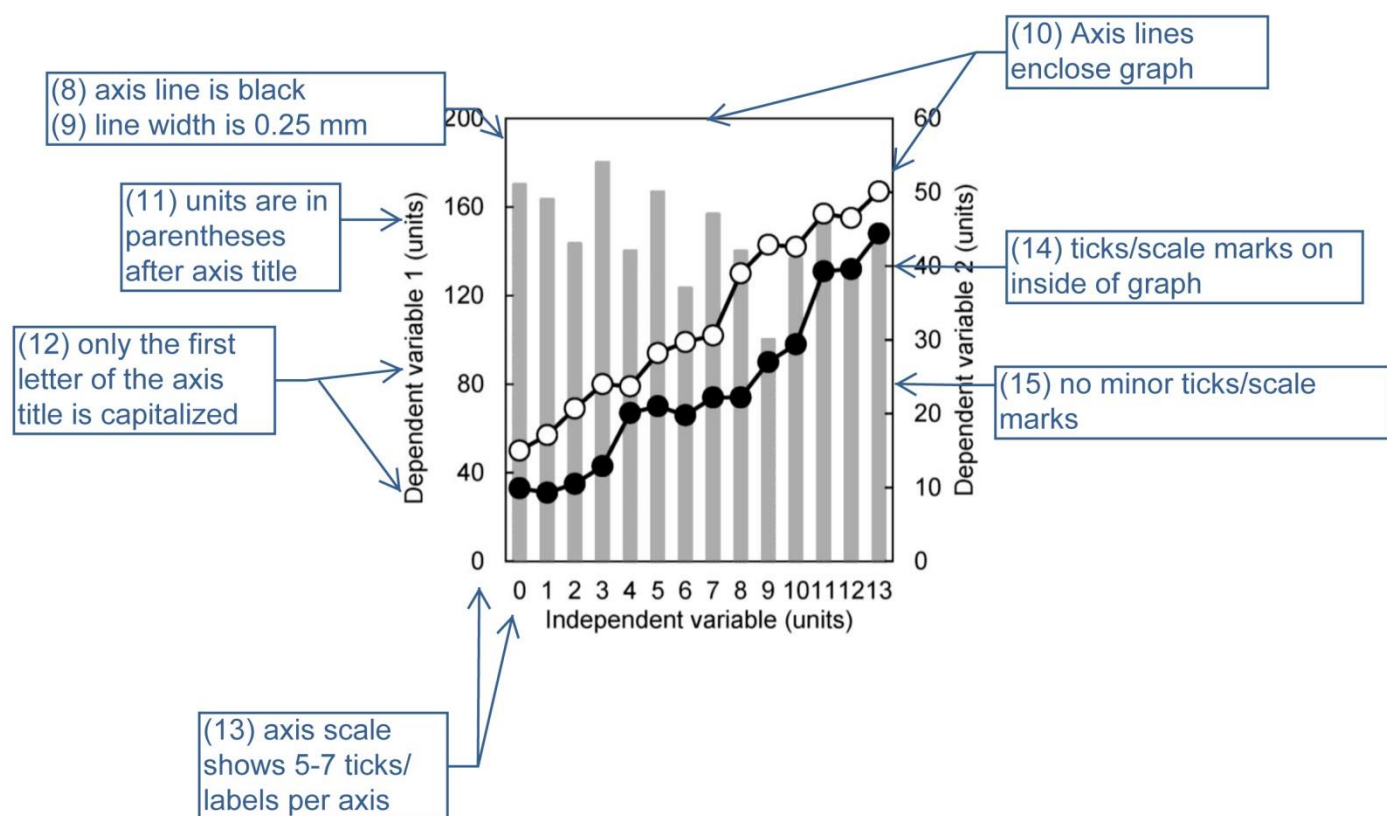 (10) Axis lines
enclose graph
(8) axis line is black
(9) line width is 0.25 mm
(11) units are in
parentheses
after axis title
(12) only the first
letter of the axis
title is capitalized
(14) ticks/scale marks on
inside of graph
(15) no minor ticks/scale
marks
(13) axis scale
shows 5-7 ticks/
labels per axis
Dependent variable 1 (units)
200
160
120
80
40
0
60
50
40
30
20
10
0
Dependent variable 2 (units)
0 1 2 3 4 5 6 7 8 9 10 11 12 13
Independent variable (units)